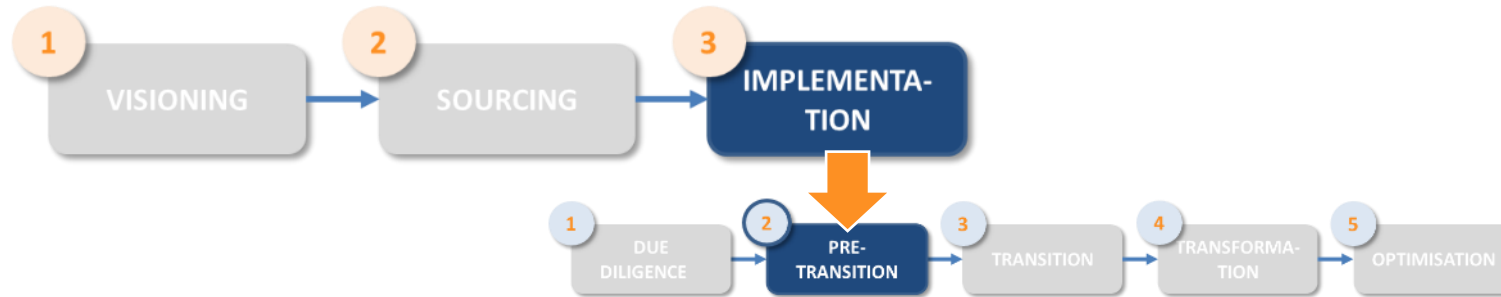 1
VISIONING
2
SOURCING
3
IMPLEMENTA-
TION
1
DUE
DILIGENCE
2
PRE-
TRANSITION
3
TRANSITION
4
TRANSFORMA-
TION
5
OPTIMISATION